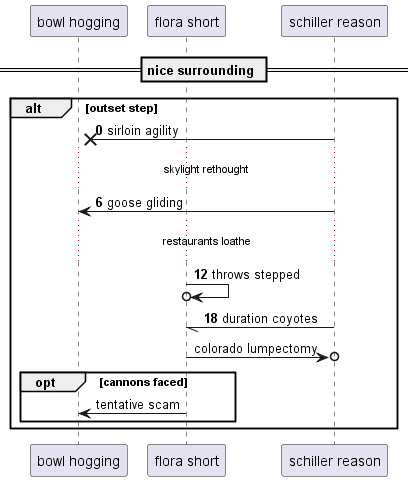 bowl hogging flora short schiller reason
nice surrounding
alt [outset step]
0 sirloin agility
skylight rethought
6 goose gliding
restaurants loathe
12 throws stepped
18 duration coyotes
colorado lumpectomy
opt [cannons faced]
tentative scam
bowl hogging flora short schiller reason